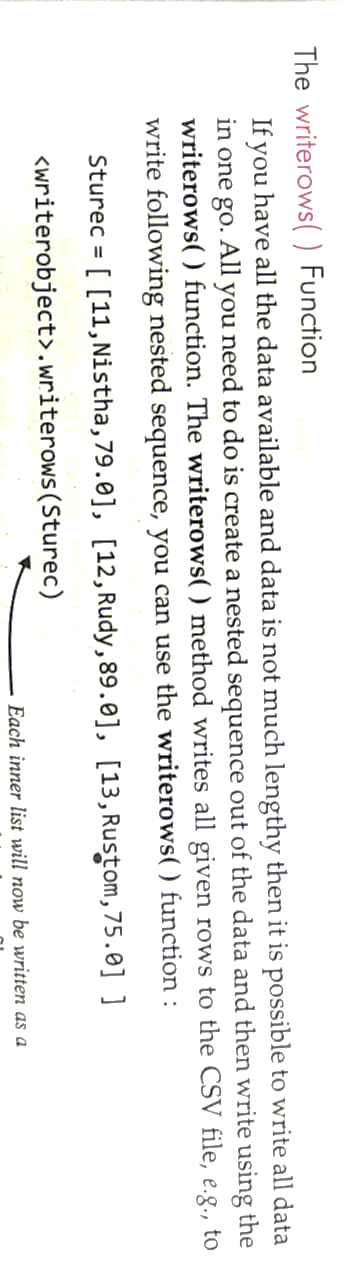 The writerows( ) Function
If you have all the data available and data is not much lengthy then it is possible to write all data
in one go. All you need to do is create a nested sequence out of the data and then write using the
writerows( ) function. The writerows( ) method writes all given rows to the CSV file, e.g., to
write following nested sequence, you can use the writerows( ) function :
Sturec = [ [11,Nistha,79.0], [12,Rudy,89.0], [13,Rustom,75.0] ]
<writerobject>.writerows(Sturec)
Each inner list will now be written as a